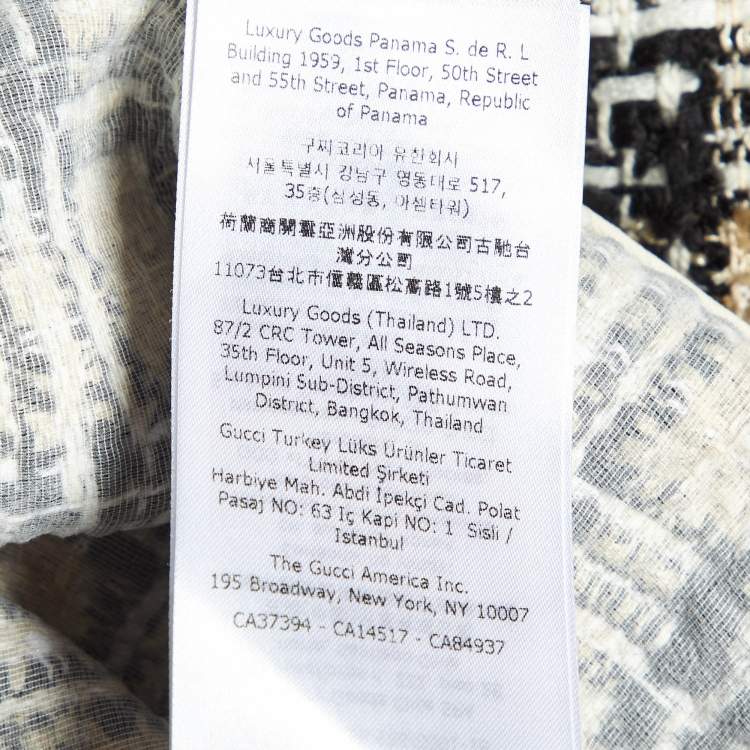 Luxury Goods Panama S. de R. L
Building 1959, 1st Floor, 50th Street
and 55th Street, Panama, Republic
of Panama
구찌코리아 유한회사
서울특별시 강남구 영동대로 517,
35층(삼성동, 아셈타워)
荷蘭商開雲亞洲股份有限公司古馳台
灣分公司
11073台北市信義區松高路1號5樓之2
Luxury Goods (Thailand) LTD.
87/2 CRC Tower, All Seasons Place,
35th Floor, Unit 5, Wireless Road,
Lumpini Sub-District, Pathumwan
District, Bangkok, Thailand
Gucci Turkey Lüks Ürünler Ticaret
Limited Şirketi
Harbiye Mah. Abdi İpekçi Cad. Polat
Pasaj NO: 63 Iç Kapi NO: 1 Sisli /
Istanbul
The Gucci America Inc.
195 Broadway, New York, NY 10007
CA37394 - CA14517 - CA84937